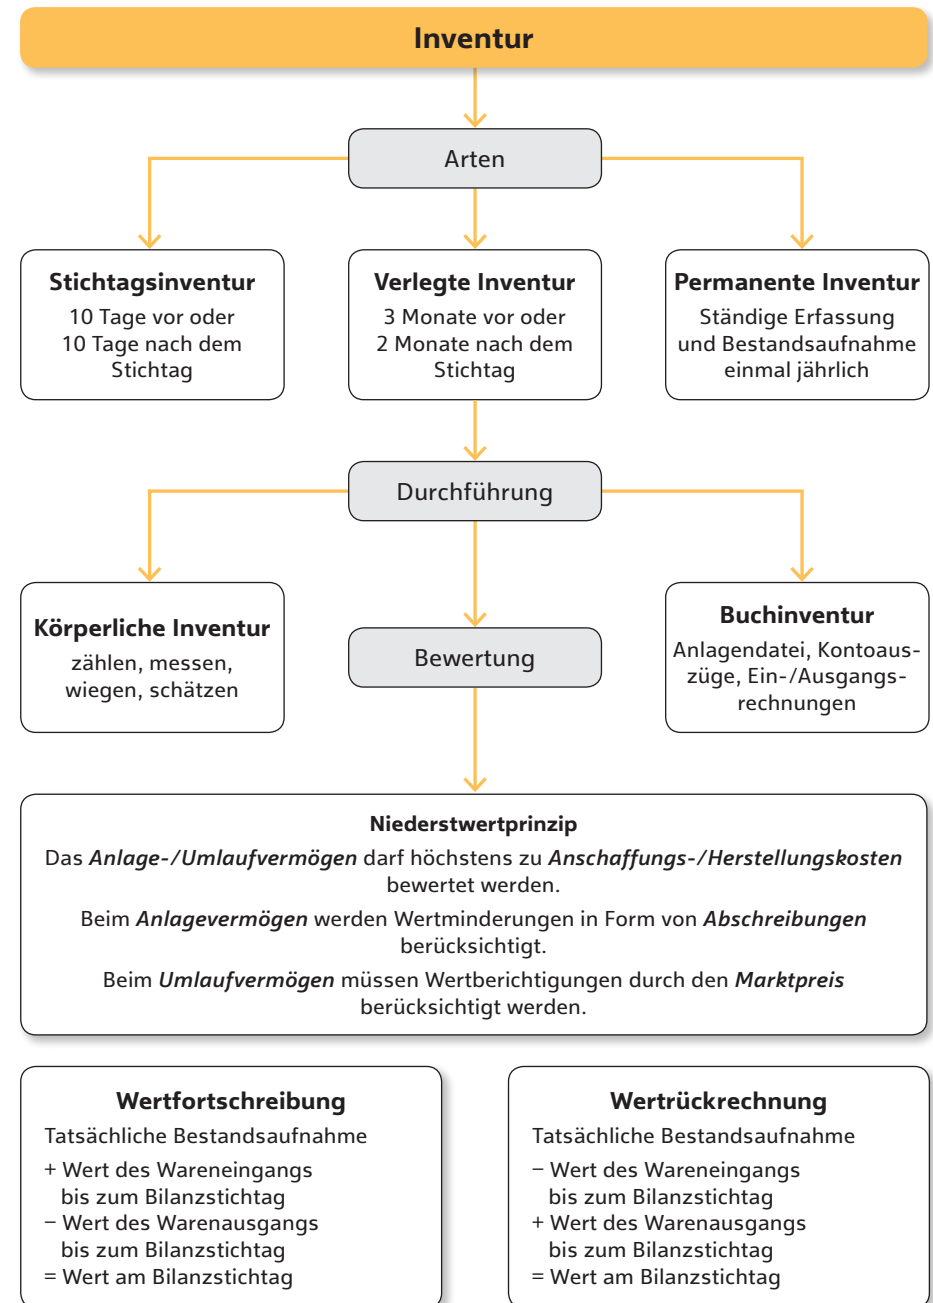 Inventur
Arten
Stichtagsinventur
10 Tage vor oder
10 Tage nach dem
Stichtag
Verlegte Inventur
3 Monate vor oder
2 Monate nach dem
Stichtag
Permanente Inventur
Ständige Erfassung
und Bestandsaufnahme
einmal jährlich
Durchführung
Körperliche Inventur
zählen, messen,
wiegen, schätzen
Bewertung
Buchinventur
Anlagendatei, Kontoaus-
züge, Ein-/Ausgangs-
rechnungen
Niederstwertprinzip
Das Anlage-/Umlaufvermögen darf höchstens zu Anschaffungs-/Herstellungskosten
bewertet werden.
Beim Anlagevermögen werden Wertminderungen in Form von Abschreibungen
berücksichtigt.
Beim Umlaufvermögen müssen Wertberichtigungen durch den Marktpreis
berücksichtigt werden.
Wertfortschreibung
Tatsächliche Bestandsaufnahme
+ Wert des Wareneingangs
bis zum Bilanzstichtag
− Wert des Warenausgangs
bis zum Bilanzstichtag
= Wert am Bilanzstichtag
Wertrückrechnung
Tatsächliche Bestandsaufnahme
− Wert des Wareneingangs
bis zum Bilanzstichtag
+ Wert des Warenausgangs
bis zum Bilanzstichtag
= Wert am Bilanzstichtag